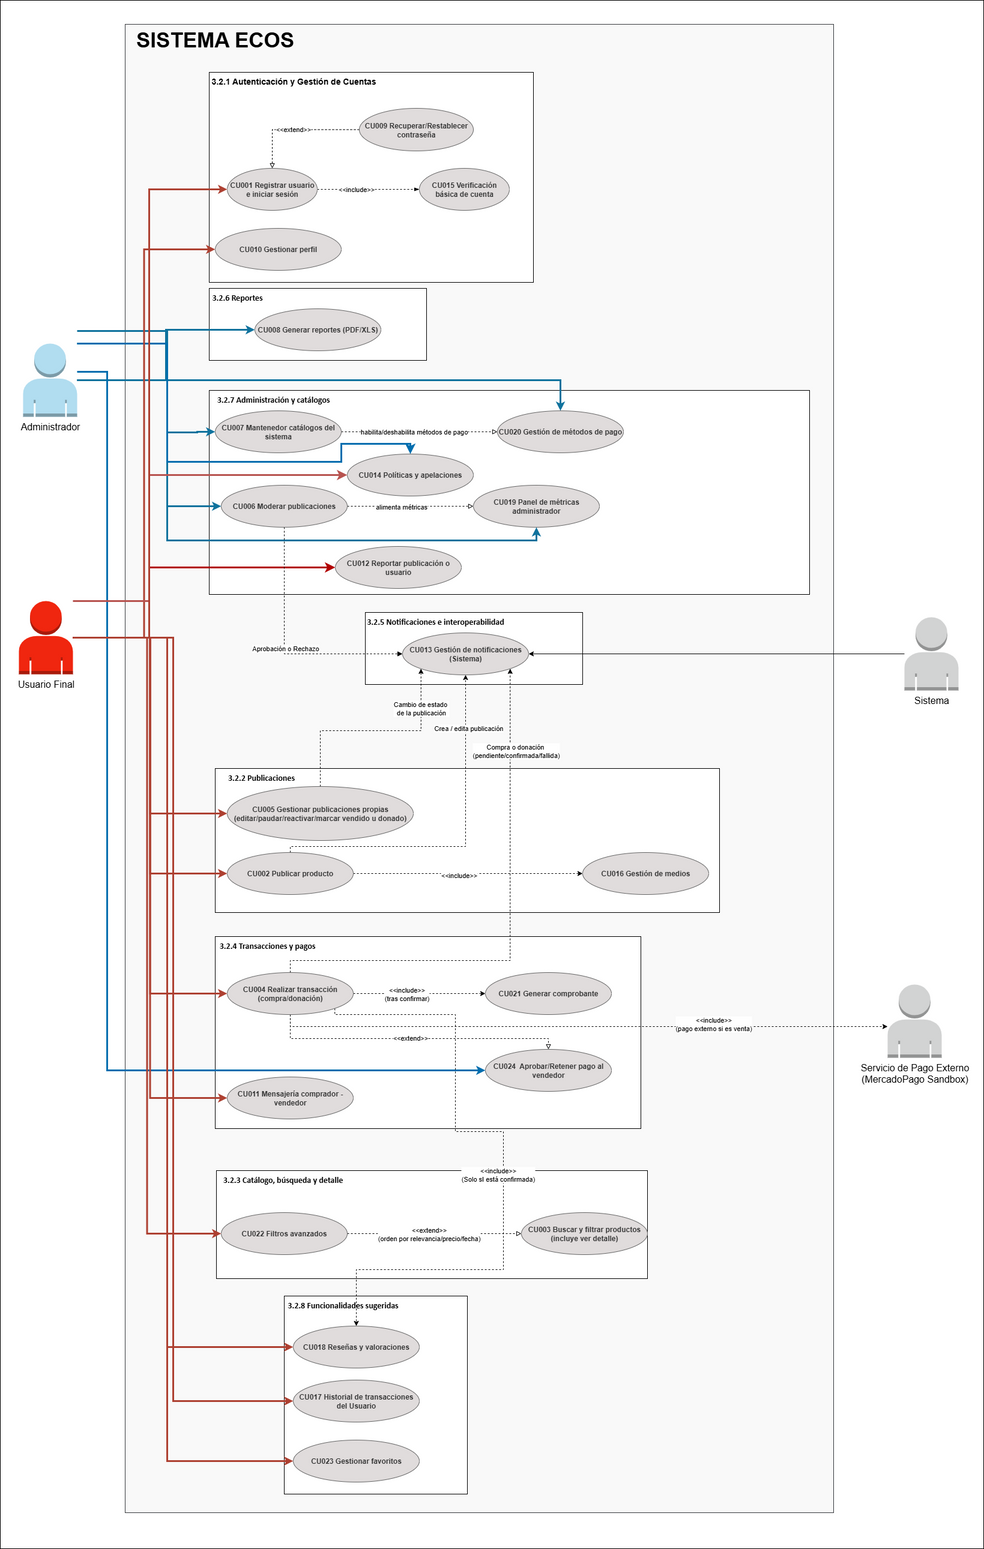 SISTEMA ECOS
3.2.1 Autenticación y Gestión de Cuentas
<<extend>>
CU009 Recuperar/Restablecer
contraseña
CU001 Registrar usuario
e iniciar sesión
<<include>>
CU015 Verificación
básica de cuenta
CU010 Gestionar perfil
3.2.6 Reportes
CU008 Generar reportes (PDF/XLS)
Administrador
3.2.7 Administración y catálogos
CU007 Mantenedor catálogos del
sistema
habilita/deshabilita métodos de pago
CU020 Gestión de métodos de pago
CU014 Políticas y apelaciones
CU006 Moderar publicaciones
alimenta métricas
CU019 Panel de métricas
administrador
CU012 Reportar publicación o
usuario
Usuario Final
3.2.5 Notificaciones e interoperabilidad
Aprobación o Rechazo
CU013 Gestión de notificaciones
(Sistema)
Sistema
Cambio de estado
de la publicación
Crea / edita publicación
Compra o donación
(pendiente/confirmada/fallida)
3.2.2 Publicaciones
CU005 Gestionar publicaciones propias
(editar/paudar/reactivar/marcar vendido u donado)
CU002 Publicar producto
<<include>>
CU016 Gestión de medios
3.2.4 Transacciones y pagos
CU004 Realizar transacción
(compra/donación)
<<include>>
(tras confirmar)
CU021 Generar comprobante
<<include>>
(pago externo si es venta)
<<extend>>
CU024 Aprobar/Retener pago al
vendedor
Servicio de Pago Externo
(MercadoPago Sandbox)
CU011 Mensajería comprador -
vendedor
<<include>>
(Solo sI está confirmada)
3.2.3 Catálogo, búsqueda y detalle
CU022 Filtros avanzados
<<extend>>
(orden por relevancia/precio/fecha)
CU003 Buscar y filtrar productos
(incluye ver detalle)
3.2.8 Funcionalidades sugeridas
CU018 Reseñas y valoraciones
CU017 Historial de transacciones
del Usuario
CU023 Gestionar favoritos